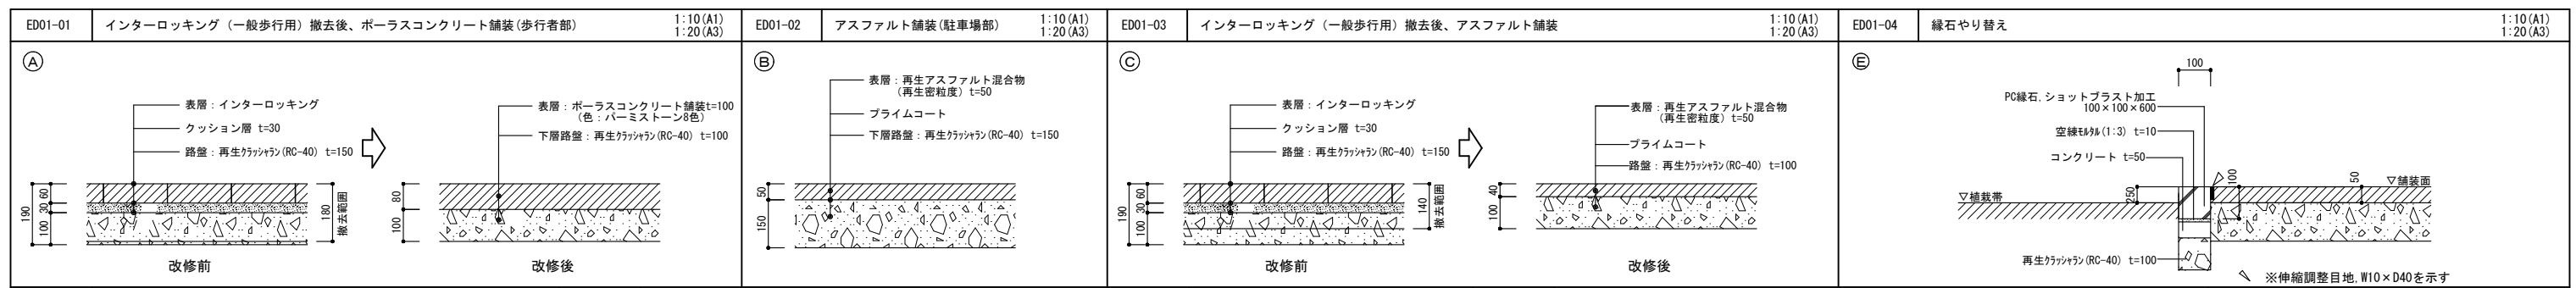 ED01-01
インターロッキング（一般歩行用）撤去後、ポーラスコンクリート舗装(歩行者部)
1:10(A1)
1:20(A3)
Ⓐ
表層：インターロッキング
クッション層 t=30
路盤：再生クラッシャラン(RC-40) t=150
190
60
30
100
180
撤去範囲
改修前
表層：ポーラスコンクリート舗装t=100
（色：バーミストーン8色）
下層路盤：再生クラッシャラン(RC-40) t=100
80
100
改修後
ED01-02
アスファルト舗装(駐車場部)
1:10(A1)
1:20(A3)
Ⓑ
表層：再生アスファルト混合物
（再生密粒度）t=50
プライムコート
下層路盤：再生クラッシャラン(RC-40) t=150
50
150
ED01-03
インターロッキング（一般歩行用）撤去後、アスファルト舗装
1:10(A1)
1:20(A3)
Ⓒ
表層：インターロッキング
クッション層 t=30
路盤：再生クラッシャラン(RC-40) t=150
190
60
30
100
140
撤去範囲
改修前
表層：再生アスファルト混合物
（再生密粒度）t=50
プライムコート
路盤：再生クラッシャラン(RC-40) t=100
40
100
改修後
ED01-04
縁石やり替え
1:10(A1)
1:20(A3)
Ⓔ
100
PC縁石,ショットブラスト加工
100×100×600
空練モルタル(1:3) t=10
コンクリート t=50
▽植栽帯
250
100
50
▽舗装面
再生クラッシャラン(RC-40) t=100
※伸縮調整目地,W10×D40を示す